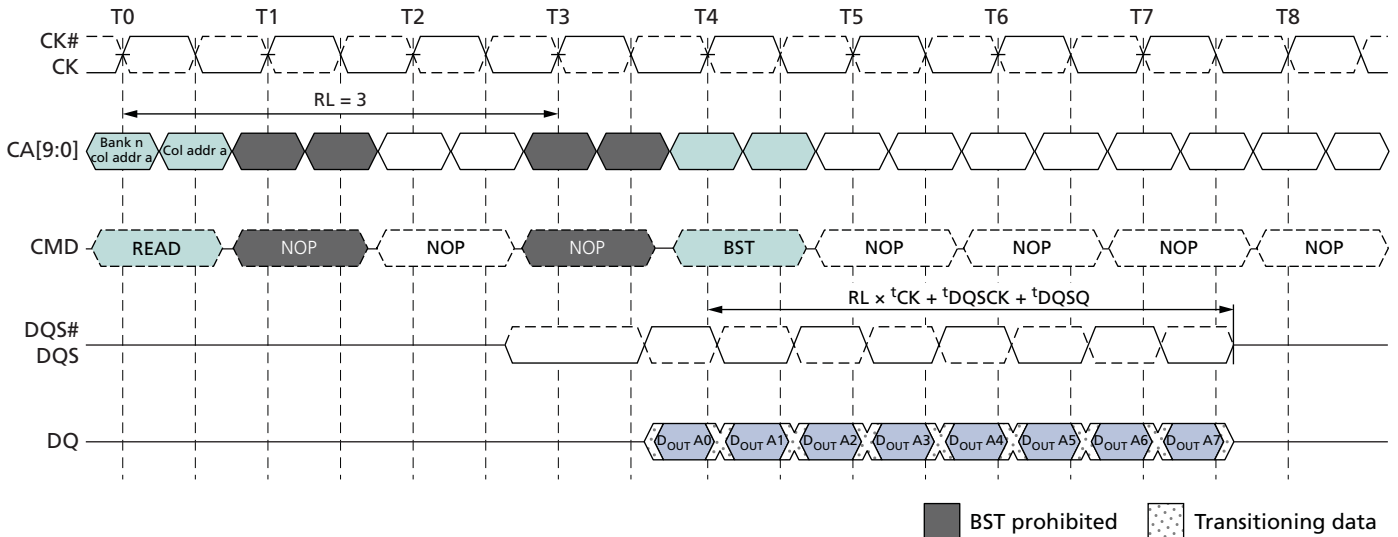 T0 T1 T2 T3 T4 T5 T6 T7 T8
CK#
CK
RL = 3
CA[9:0]
Bank n
col addr a
Col addr a
CMD
READ NOP NOP NOP BST NOP NOP NOP NOP
RL × tCK + tDQSCK + tDQSQ
DQS#
DQS
DQ
DOUT A0 DOUT A1 DOUT A2 DOUT A3 DOUT A4 DOUT A5 DOUT A6 DOUT A7
BST prohibited Transitioning data